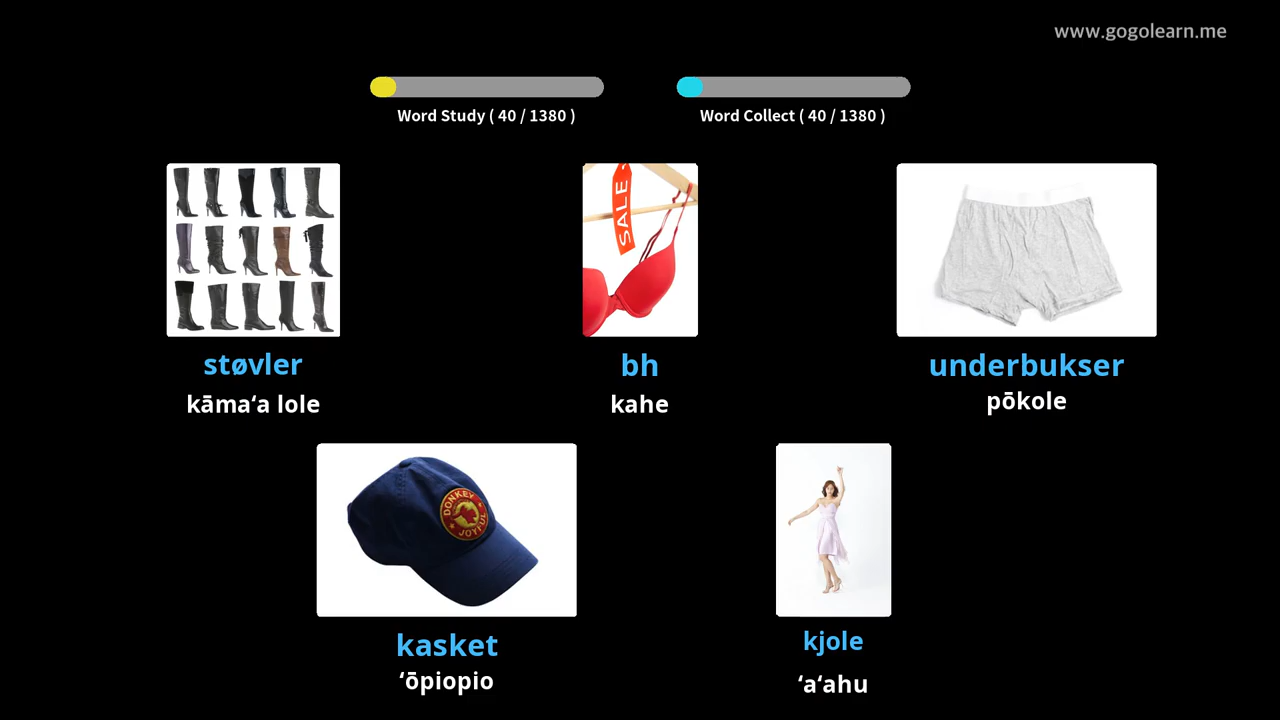 www.gogolearn.me
Word Study ( 40 / 1380 )
Word Collect ( 40 / 1380 )
SALE
støvler
bh
underbukser
kāmaʻa lole
kahe
pōkole
DONKEY
JOYFUL
kasket
kjole
ʻōpiopio
ʻaʻahu